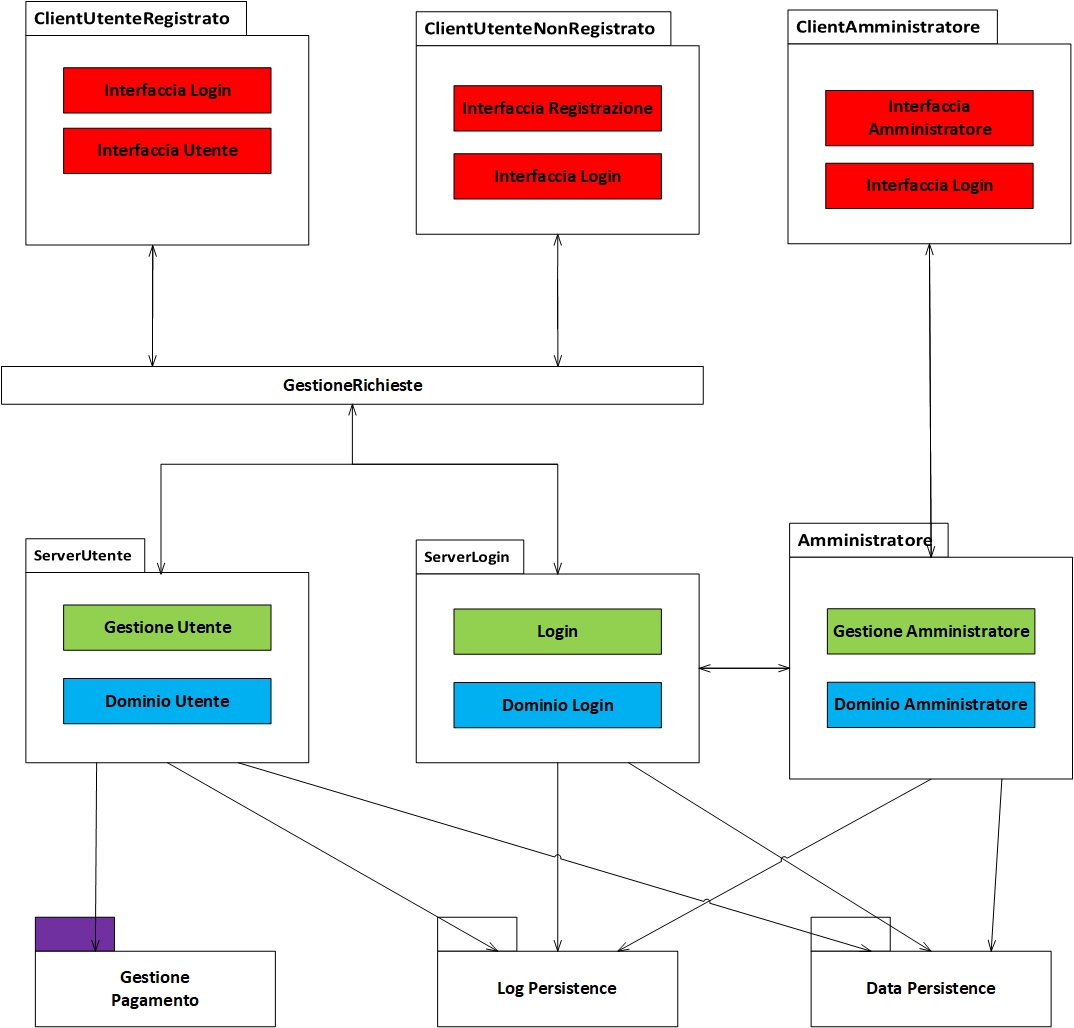 ClientUtenteRegistrato
Interfaccia Login
Interfaccia Utente
ClientUtenteNonRegistrato
Interfaccia Registrazione
Interfaccia Login
ClientAmministratore
Interfaccia
Amministratore
Interfaccia Login
GestioneRichieste
ServerUtente
Gestione Utente
Dominio Utente
ServerLogin
Login
Dominio Login
Amministratore
Gestione Amministratore
Dominio Amministratore
Gestione
Pagamento
Log Persistence
Data Persistence